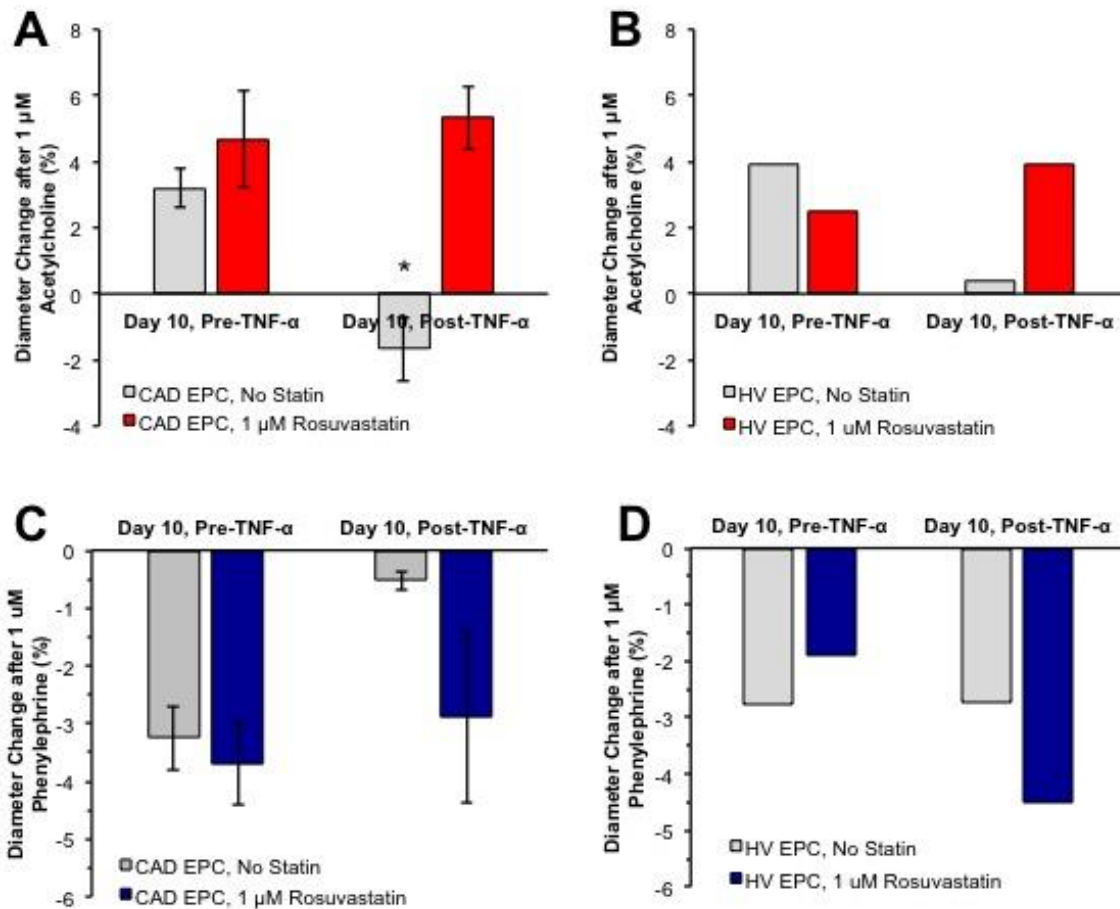 A
Diameter Change after 1 µM
Acetylcholine (%)
8
6
4
2
0
-2
-4
*
Day 10, Pre-TNF-α
Day 10, Post-TNF-α
CAD EPC, No Statin
CAD EPC, 1 µM Rosuvastatin
B
Diameter Change after 1 µM
Acetylcholine (%)
8
6
4
2
0
-2
-4
Day 10, Pre-TNF-α
Day 10, Post-TNF-α
HV EPC, No Statin
HV EPC, 1 uM Rosuvastatin
C
Day 10, Pre-TNF-α
Day 10, Post-TNF-α
Diameter Change after 1 uM
Phenylephrine (%)
0
-1
-2
-3
-4
-5
-6
CAD EPC, No Statin
CAD EPC, 1 µM Rosuvastatin
D
Day 10, Pre-TNF-α
Day 10, Post-TNF-α
Diameter Change after 1 µM
Phenylephrine (%)
0
-1
-2
-3
-4
-5
-6
HV EPC, No Statin
HV EPC, 1 uM Rosuvastatin